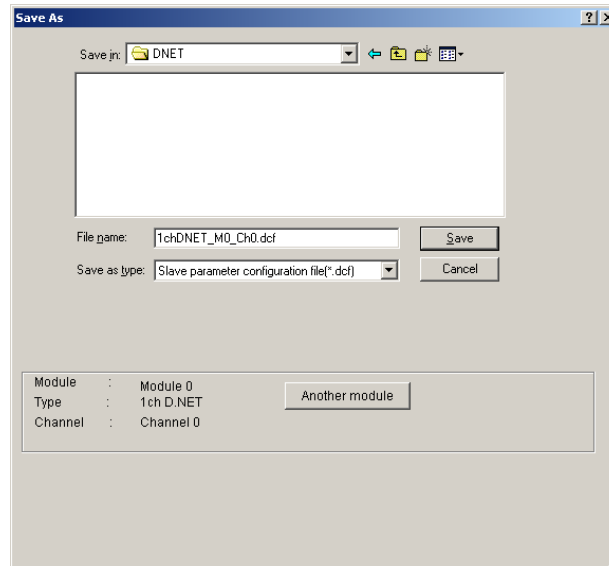 Save As
Save in: DNET
File name: 1chDNET_M0_Ch0.dcf Save
Save as type: Slave parameter configuration file(*.dcf) Cancel
Module : Module 0
Type : 1ch D.NET Another module
Channel : Channel 0